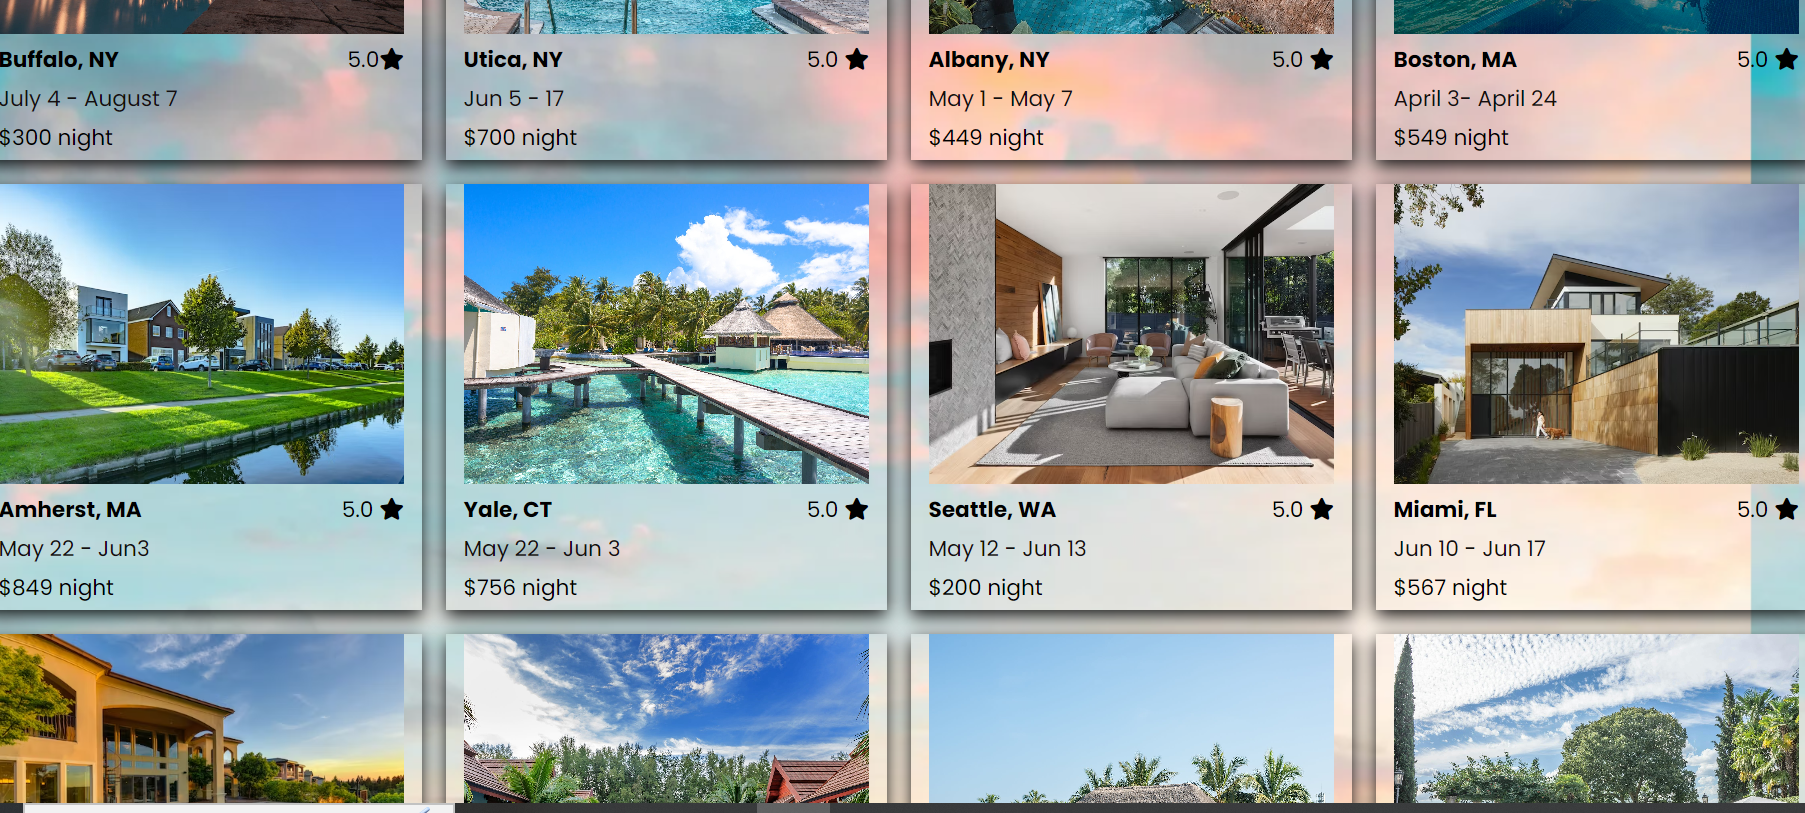 Buffalo, NY 5.0
July 4 - August 7
$300 night
Utica, NY 5.0
Jun 5 - 17
$700 night
Albany, NY 5.0
May 1 - May 7
$449 night
Boston, MA 5.0
April 3- April 24
$549 night
Amherst, MA 5.0
May 22 - Jun3
$849 night
Yale, CT 5.0
May 22 - Jun 3
$756 night
Seattle, WA 5.0
May 12 - Jun 13
$200 night
Miami, FL 5.0
Jun 10 - Jun 17
$567 night